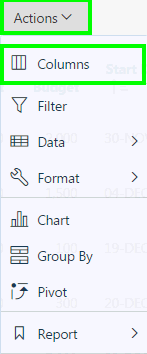 Actions
Columns
Filter
Data
Format
Chart
Group By
Pivot
Report